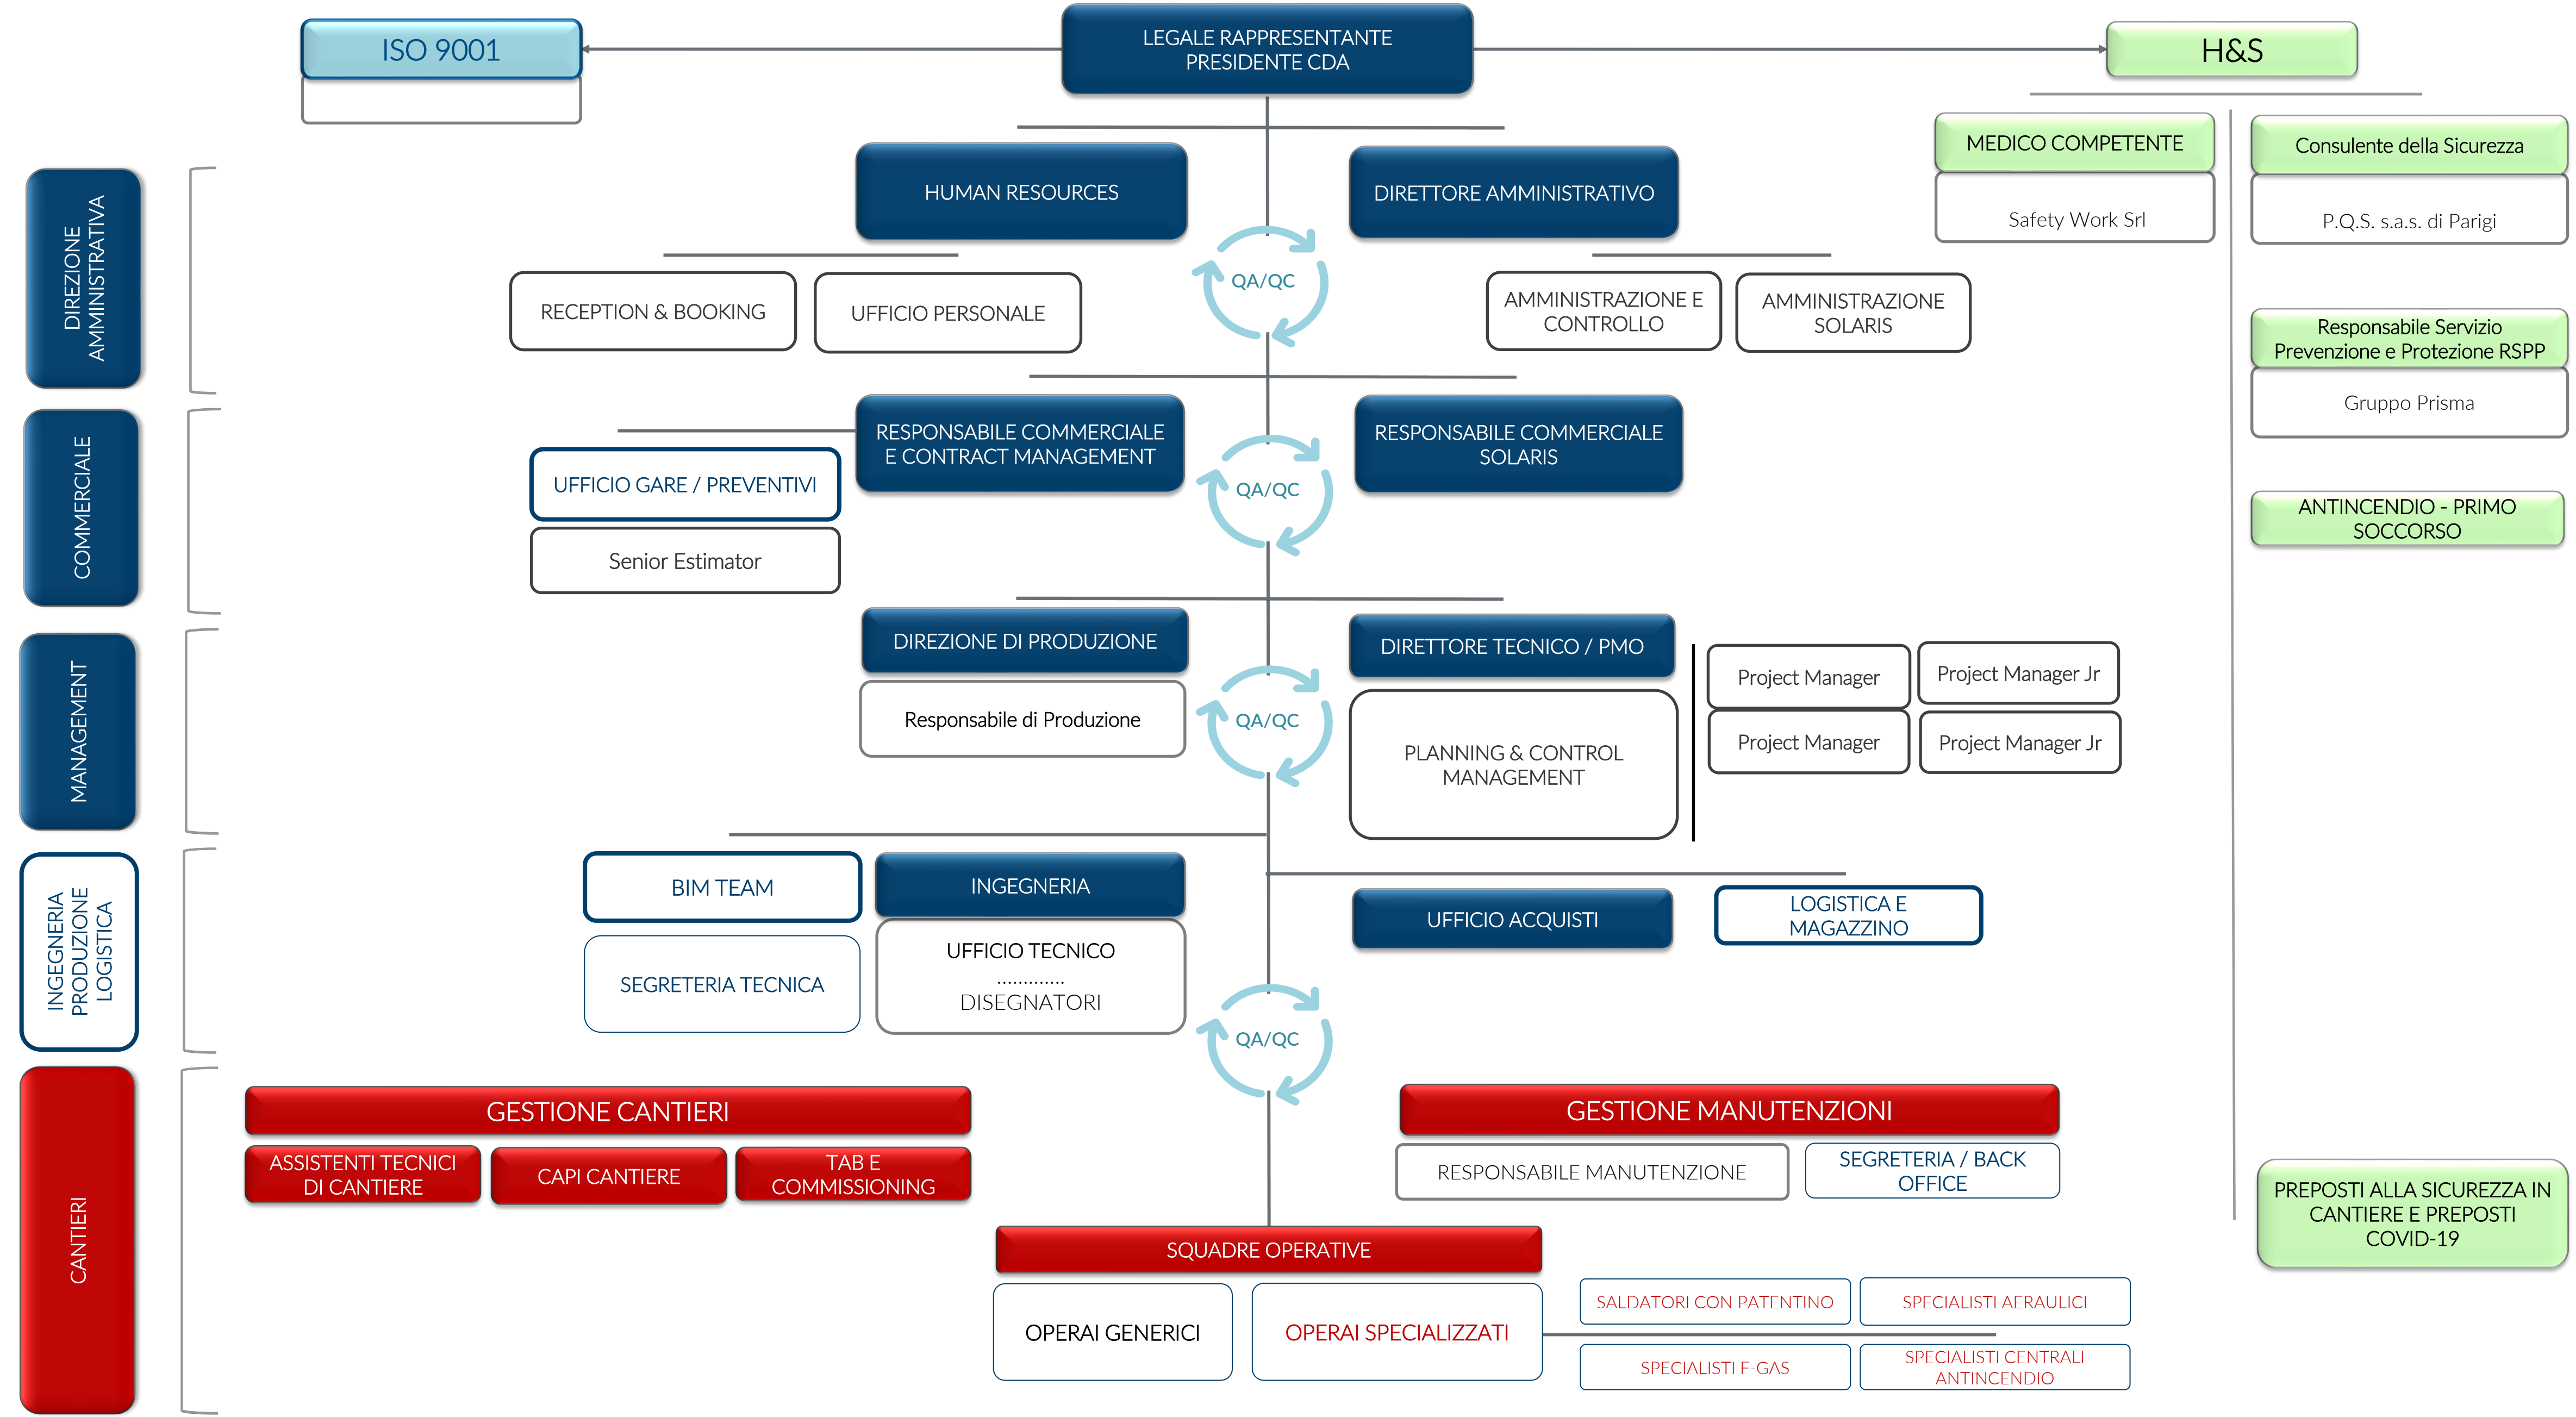 ISO 9001
LEGALE RAPPRESENTANTE
PRESIDENTE CDA
H&S
MEDICO COMPETENTE
Safety Work Srl
Consulente della Sicurezza
P.Q.S. s.a.s. di Parigi
Responsabile Servizio
Prevenzione e Protezione RSPP
Gruppo Prisma
ANTINCENDIO - PRIMO
SOCCORSO
PREPOSTI ALLA SICUREZZA IN
CANTIERE E PREPOSTI
COVID-19
DIREZIONE
AMMINISTRATIVA
HUMAN RESOURCES
DIRETTORE AMMINISTRATIVO
RECEPTION & BOOKING
UFFICIO PERSONALE
QA/QC
AMMINISTRAZIONE E
CONTROLLO
AMMINISTRAZIONE
SOLARIS
COMMERCIALE
RESPONSABILE COMMERCIALE
E CONTRACT MANAGEMENT
RESPONSABILE COMMERCIALE
SOLARIS
UFFICIO GARE / PREVENTIVI
Senior Estimator
QA/QC
MANAGEMENT
DIREZIONE DI PRODUZIONE
Responsabile di Produzione
QA/QC
DIRETTORE TECNICO / PMO
PLANNING & CONTROL
MANAGEMENT
Project Manager
Project Manager Jr
Project Manager
Project Manager Jr
INGEGNERIA
PRODUZIONE
LOGISTICA
BIM TEAM
INGEGNERIA
SEGRETERIA TECNICA
UFFICIO TECNICO
.............
DISEGNATORI
UFFICIO ACQUISTI
LOGISTICA E
MAGAZZINO
QA/QC
CANTIERI
GESTIONE CANTIERI
ASSISTENTI TECNICI
DI CANTIERE
CAPI CANTIERE
TAB E
COMMISSIONING
GESTIONE MANUTENZIONI
RESPONSABILE MANUTENZIONE
SEGRETERIA / BACK
OFFICE
SQUADRE OPERATIVE
OPERAI GENERICI
OPERAI SPECIALIZZATI
SALDATORI CON PATENTINO
SPECIALISTI AERAULICI
SPECIALISTI F-GAS
SPECIALISTI CENTRALI
ANTINCENDIO